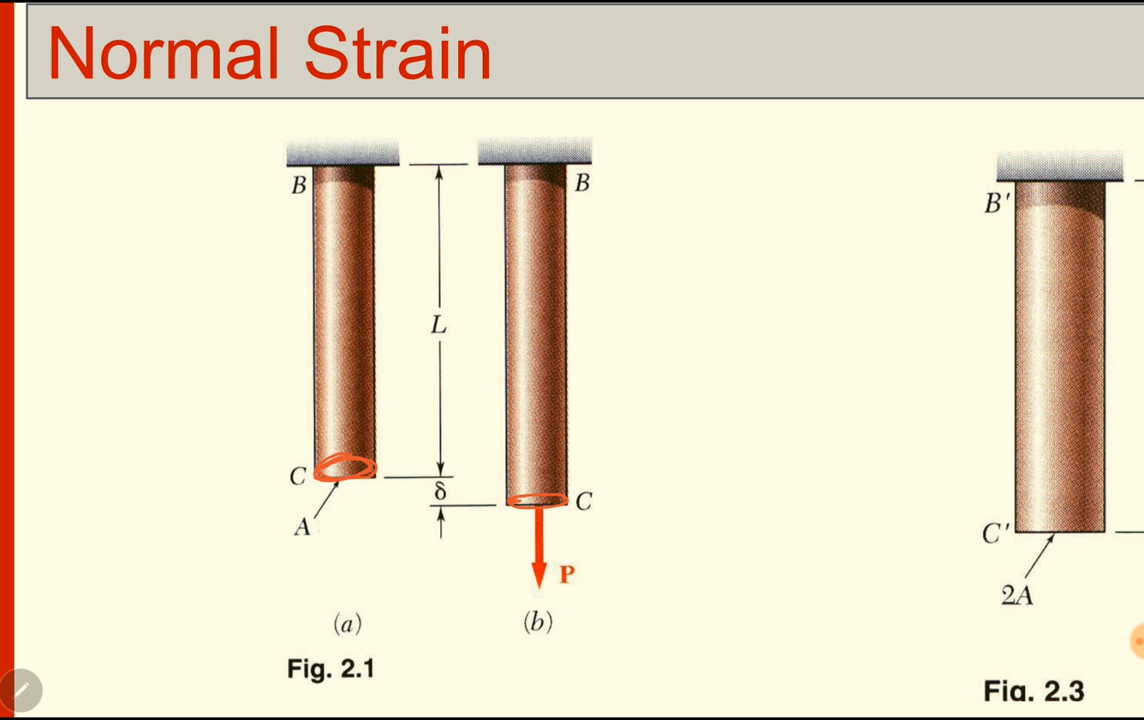 Normal Strain
B
B
B'
L
C
δ
C
C'
A
P
2A
(a)
(b)
Fig. 2.1
Fig. 2.3